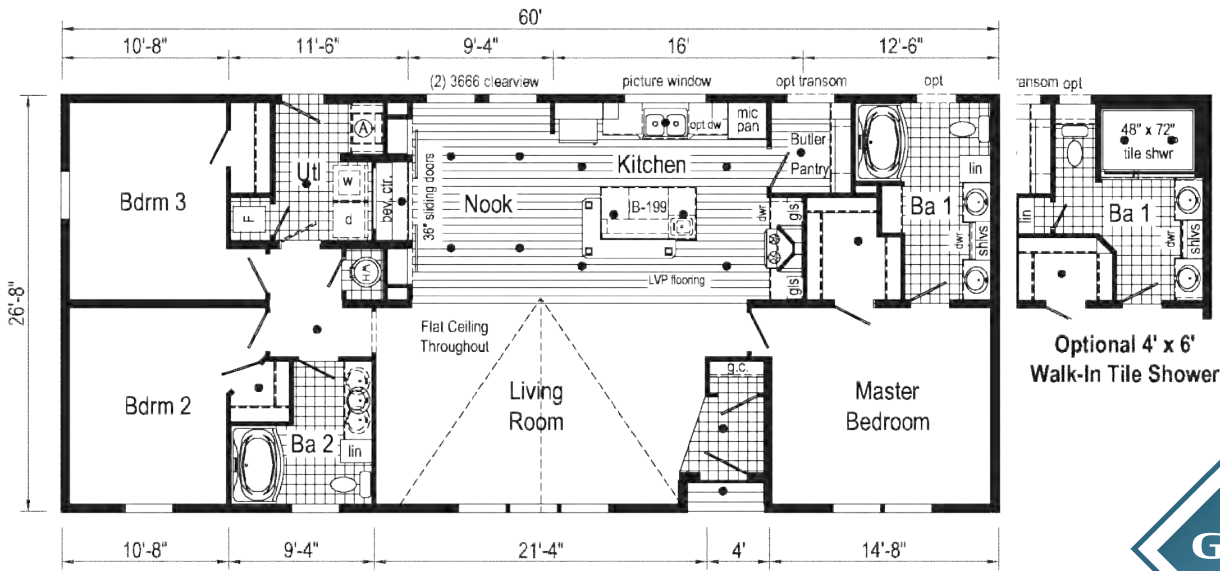 60'
10'-8"
11'-6"
9'-4"
16'
12'-6"
(2) 3666 clearview
picture window
opt transom
opt
ransom opt
26'-8"
Bdrm 3
Utl
A
W
d
F
HW
bev. ctr.
36" sliding doors
Nook
Kitchen
opt dw
mic
pan
IB-199
LVP flooring
dwr
gls
gls
Butler
Pantry
lin
Ba 1
dwr
shlvs
48" x 72"
tile shwr
lin
Ba 1
dwr
shlvs
Optional 4' x 6'
Walk-In Tile Shower
Flat Ceiling
Throughout
Bdrm 2
Ba 2
lin
Living
Room
g.c.
Master
Bedroom
10'-8"
9'-4"
21'-4"
4'
14'-8"
G